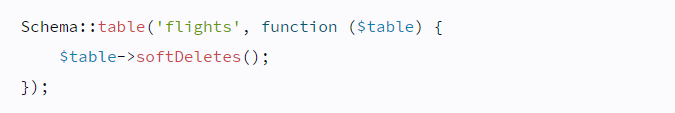 Schema::table('flights', function ($table) {
    $table->softDeletes();
});